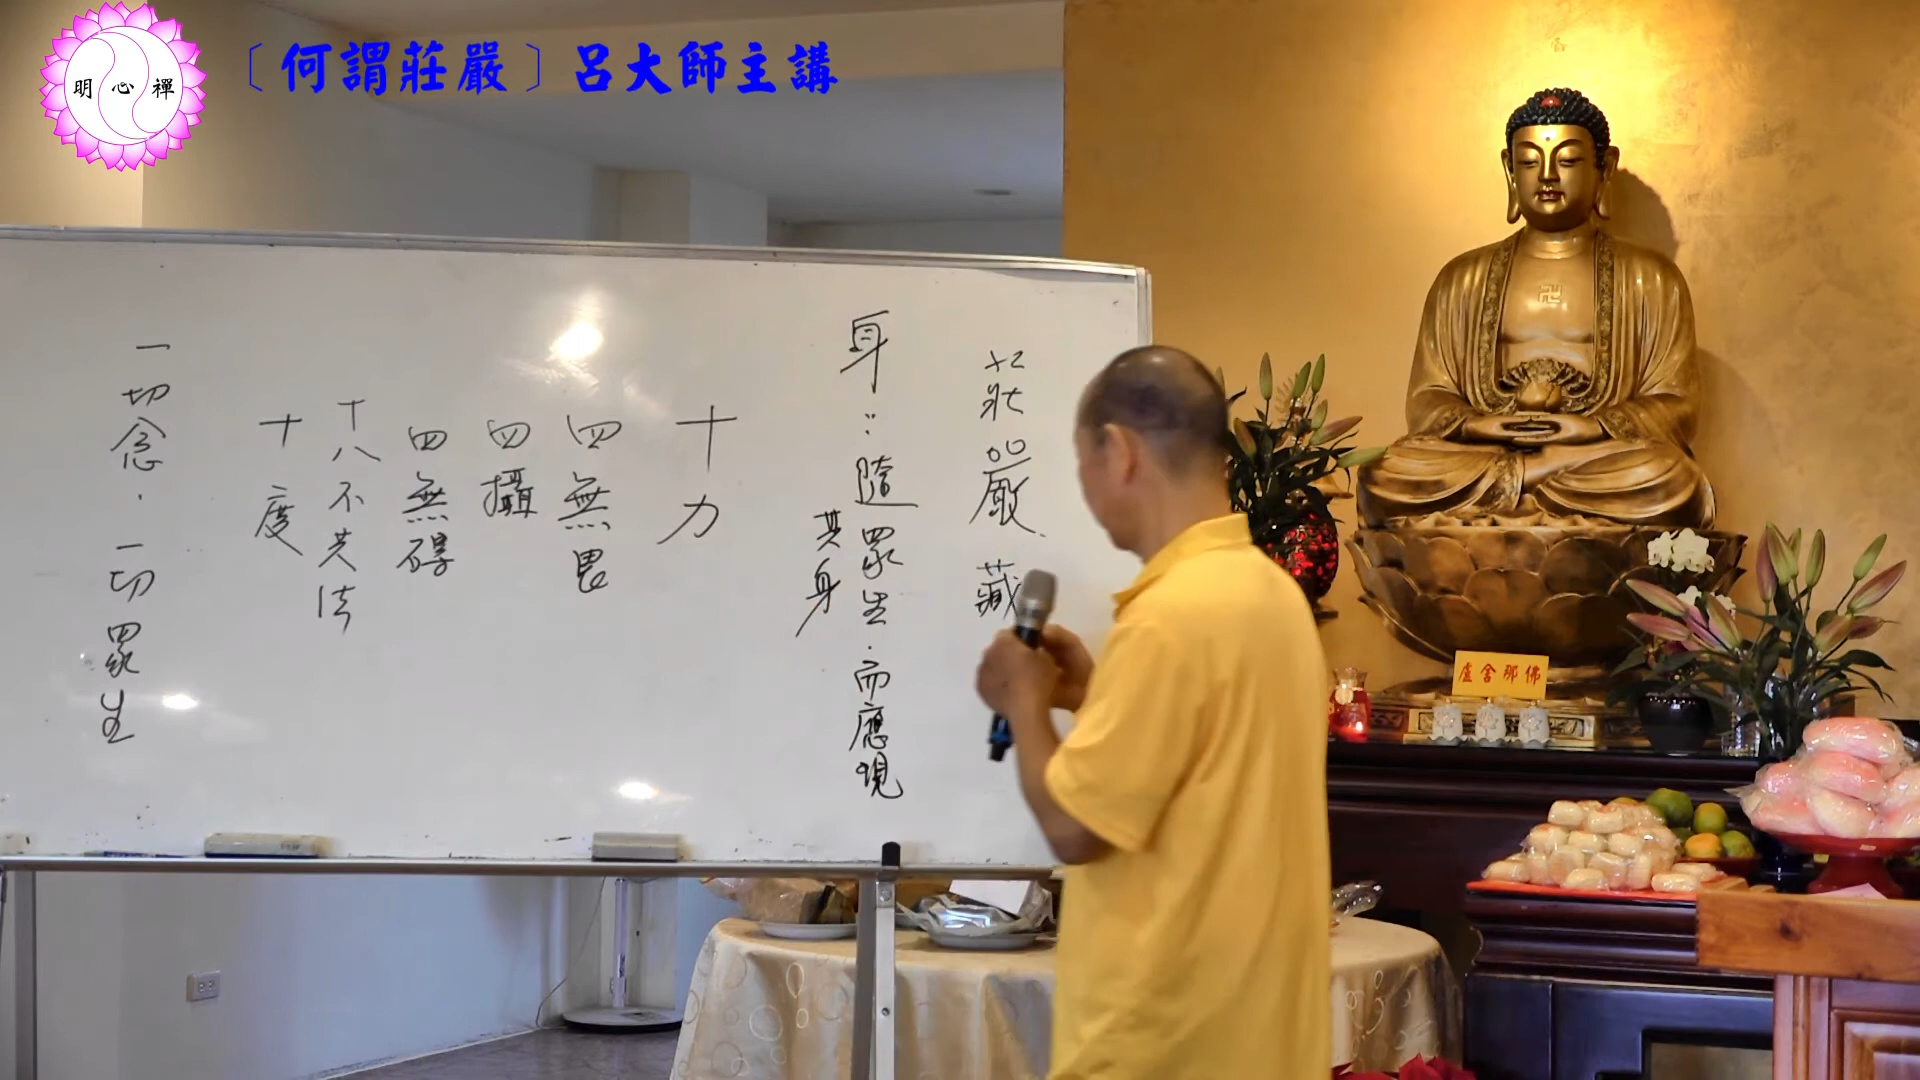 明心禪
〔何謂莊嚴〕呂大師主講
莊嚴藏
身：隨眾生．而應現
其身
十力
四無畏
四攝
四無碍
十八不共法
十度
一切念．一切眾生
盧舍那佛
卍